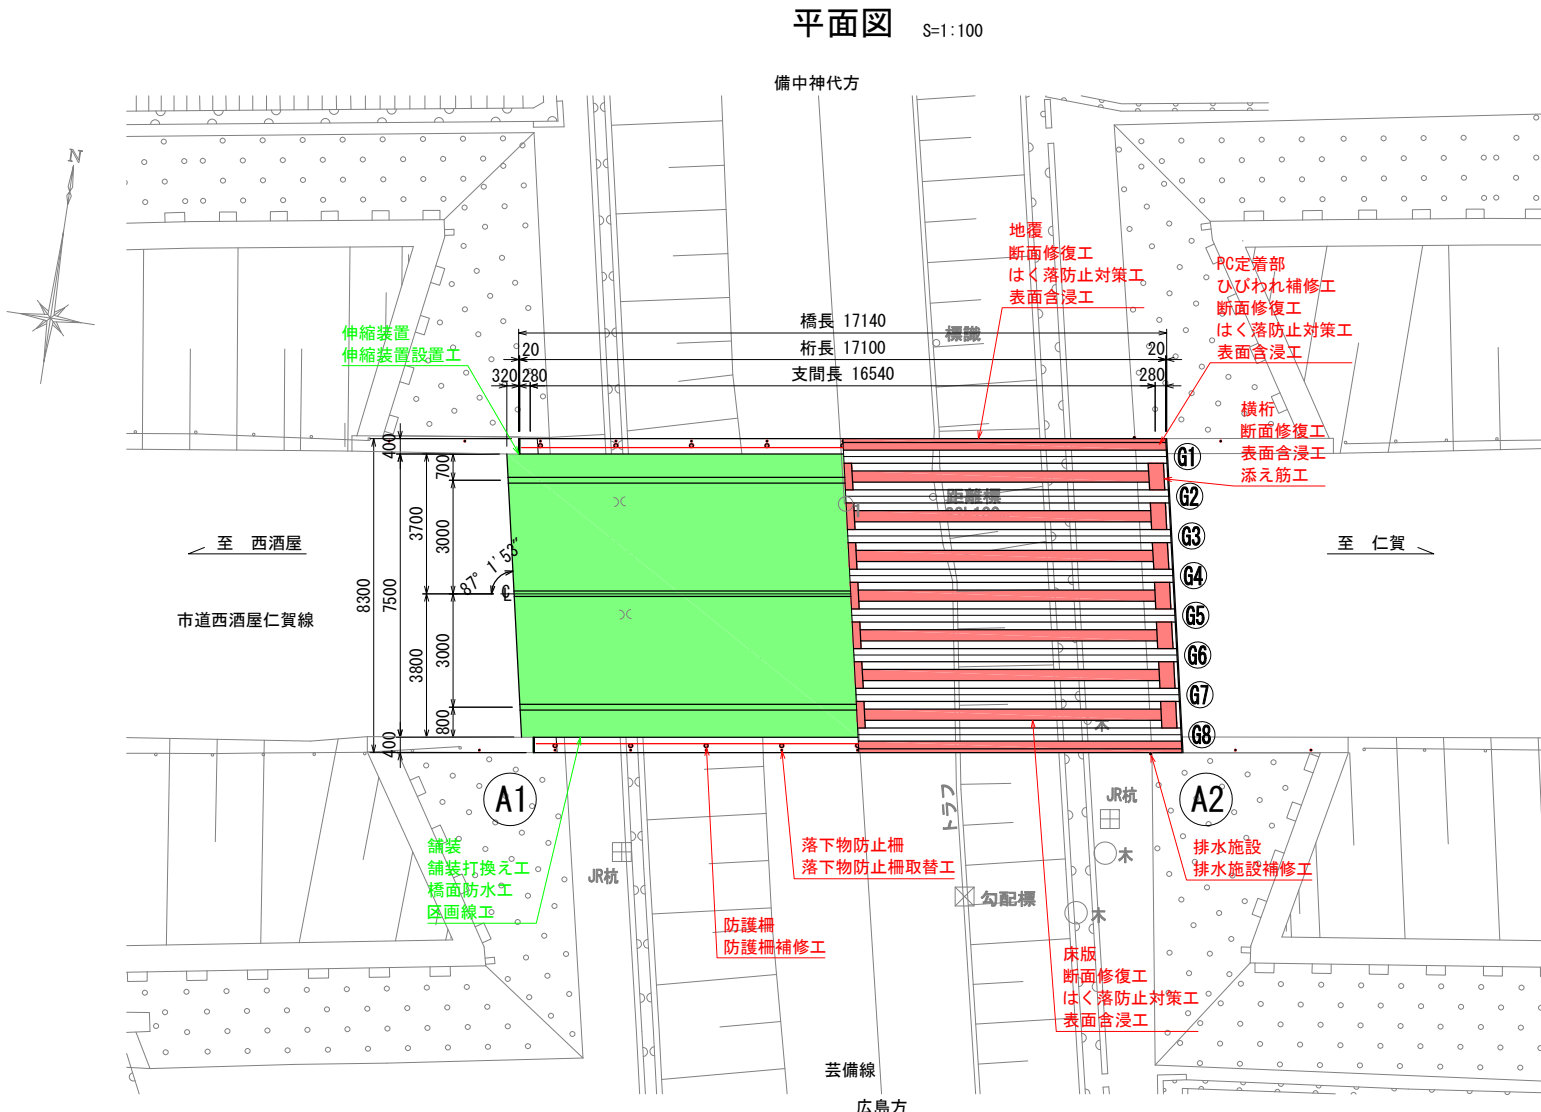 平面図 S=1:100
備中神代方
N
地覆
断面修復工
はく落防止対策工
表面含浸工
PC定着部
ひびわれ補修工
断面修復工
はく落防止対策工
表面含浸工
伸縮装置
伸縮装置設置工
橋長 17140
標識
20
桁長 17100
20
320
280
支間長 16540
280
横桁
断面修復工
表面含浸工
添え筋工
400
700
3700
3000
8300
7500
87° 1'53"
3800
3000
800
400
距離標
G1
G2
G3
G4
G5
G6
G7
G8
至 西酒屋
至 仁賀
市道西酒屋仁賀線
木
A1
A2
トラフ
JR杭
舗装
舗装打換え工
橋面防水工
区画線工
落下物防止柵
落下物防止柵取替工
排水施設
排水施設補修工
JR杭
木
勾配標
木
防護柵
防護柵補修工
床版
断面修復工
はく落防止対策工
表面含浸工
芸備線
広島方